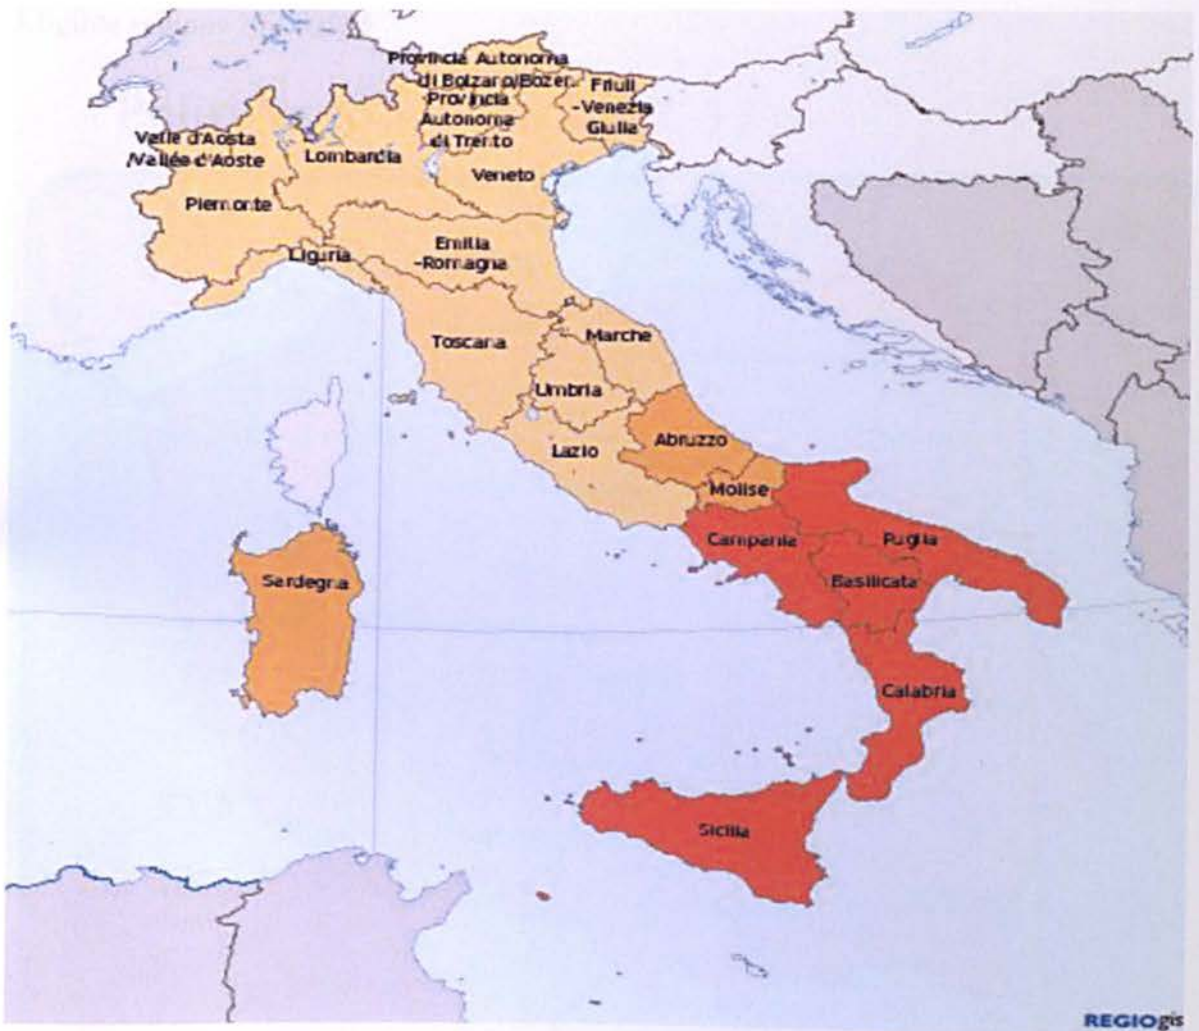 Provincia Autonoma
di Bolzano/Bozen
Provincia
Autonoma
di Trento
Friuli
-Venezia
Giulia
Valle d'Aosta
/Vallée d'Aoste
Lombardia
Veneto
Piemonte
Liguria
Emilia
-Romagna
Toscana
Marche
Umbria
Abruzzo
Lazio
Molise
Campania
Puglia
Sardegna
Basilicata
Calabria
Sicilia
REGIOgis